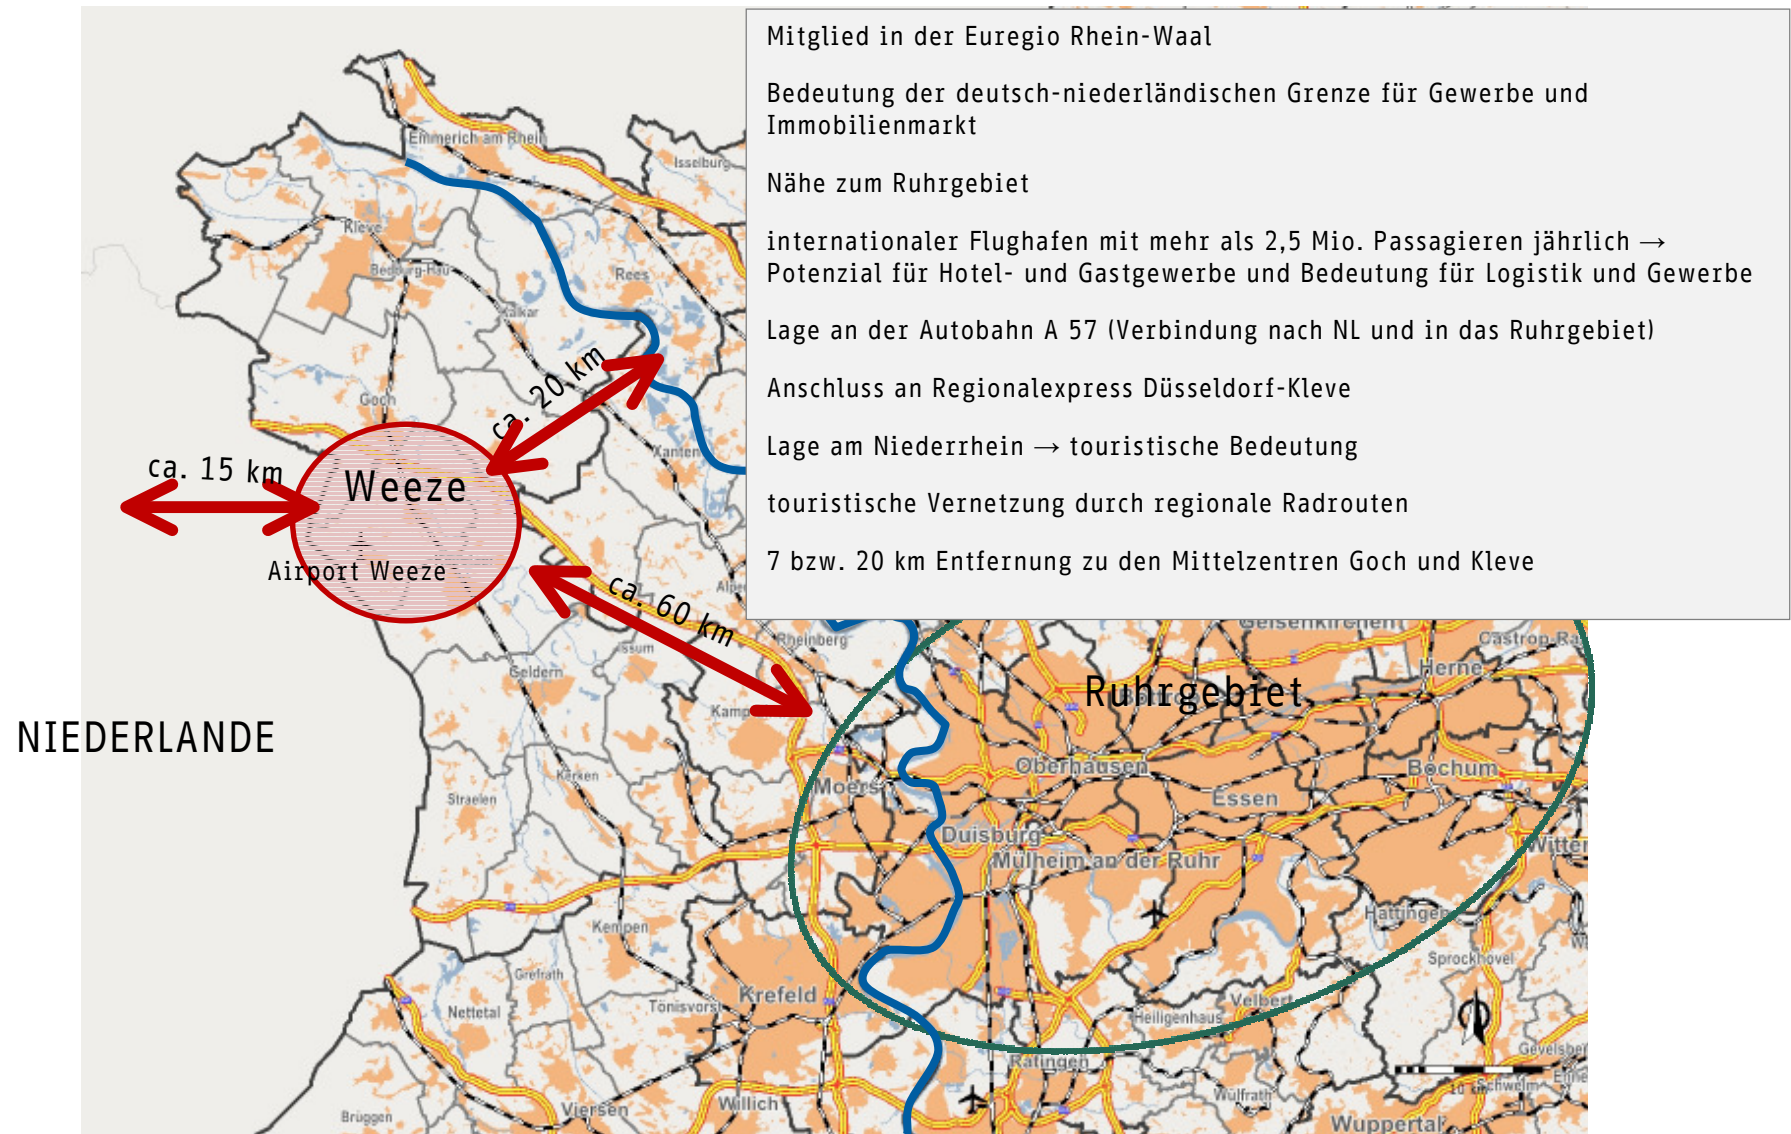 Mitglied in der Euregio Rhein-Waal
Bedeutung der deutsch-niederländischen Grenze für Gewerbe und
Immobilienmarkt
Nähe zum Ruhrgebiet
internationaler Flughafen mit mehr als 2,5 Mio. Passagieren jährlich →
Potenzial für Hotel- und Gastgewerbe und Bedeutung für Logistik und Gewerbe
Lage an der Autobahn A 57 (Verbindung nach NL und in das Ruhrgebiet)
Anschluss an Regionalexpress Düsseldorf-Kleve
Lage am Niederrhein → touristische Bedeutung
touristische Vernetzung durch regionale Radrouten
7 bzw. 20 km Entfernung zu den Mittelzentren Goch und Kleve
Emmerich am Rhein
Isselburg
Kleve
Bedburg-Hau
Rees
Kalkar
ca. 20 km
Goch
Xanten
ca. 15 km
Weeze
Airport Weeze
ca. 60 km
Rheinberg
Issum
Geldern
Gelsenkirchen
Herne
Ruhrgebiet
NIEDERLANDE
Oberhausen
Bochum
Kerken
Moers
Straelen
Essen
Duisburg
Mülheim an der Ruhr
Hattingen
Kempen
Sprockhövel
Grefrath
Krefeld
Velbert
Tönisvorst
Nettetal
Heiligenhaus
Ratingen
10 km
Schwelm
Wülfrath
Willich
Viersen
Brüggen
Wuppertal